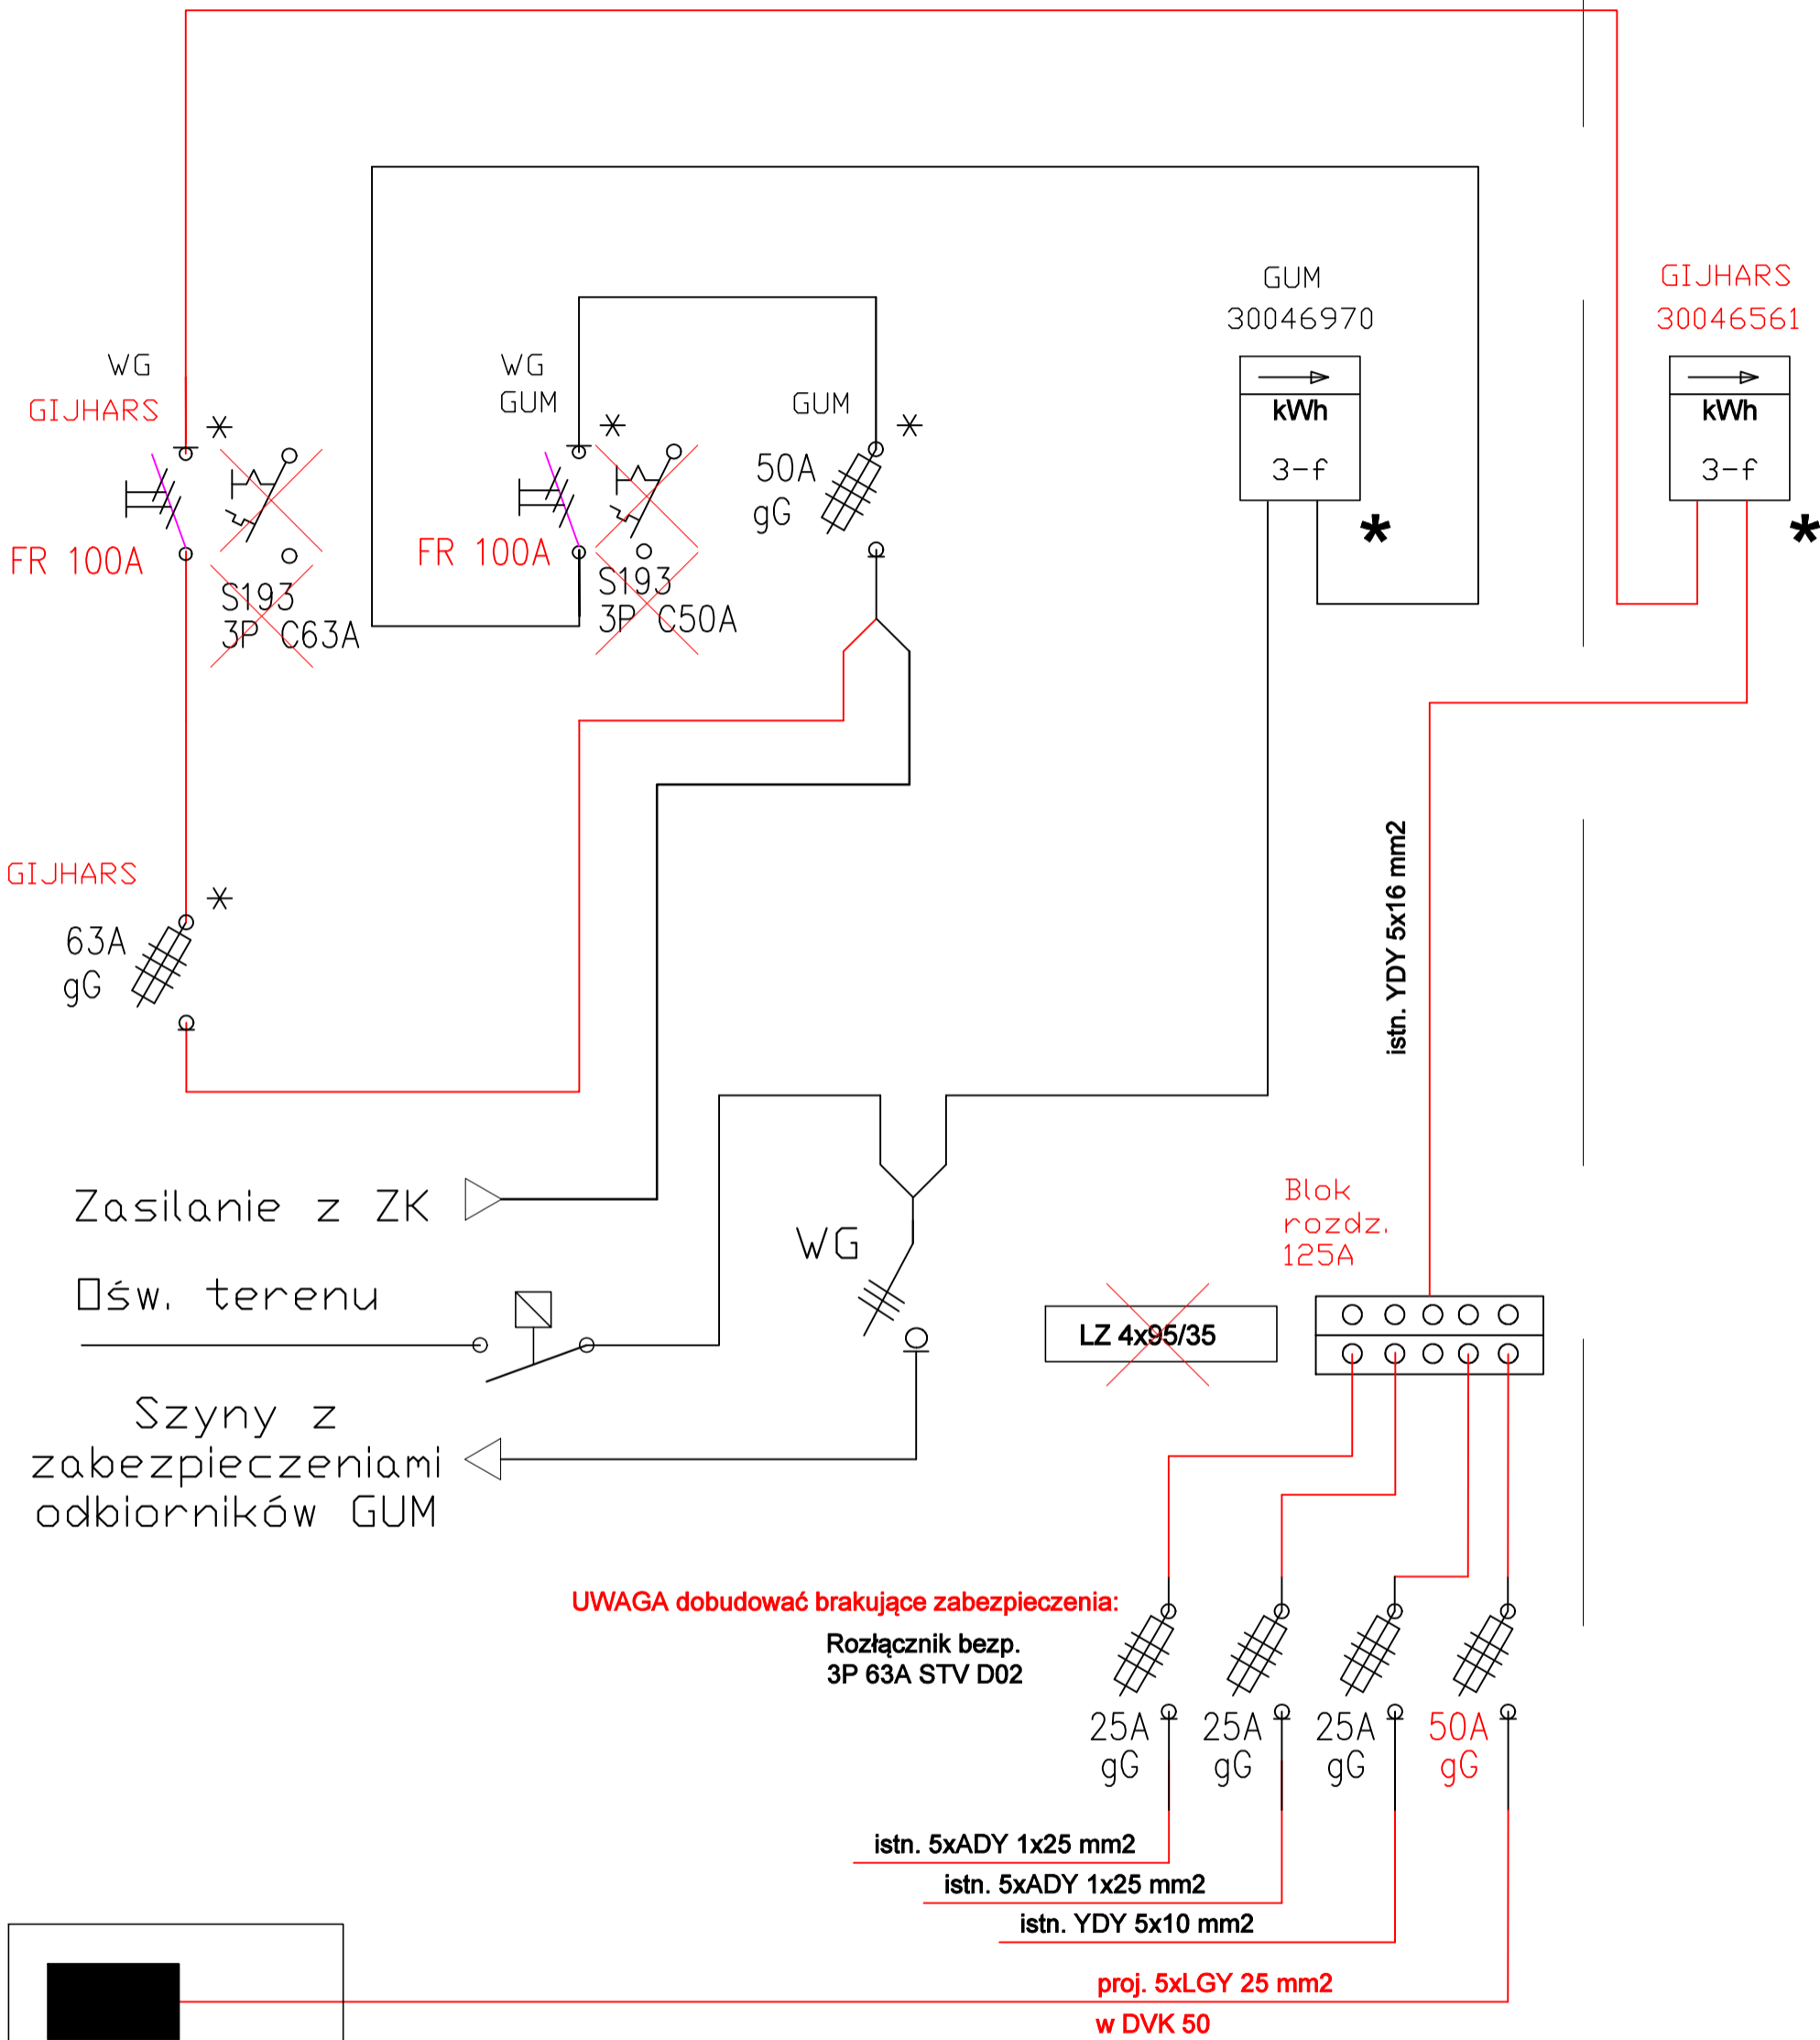 GUM
30046970
GIJHARS
30046561
WG
GIJHARS
*
WG
GUM
*
GUM
*
50A
gG
kWh
3-f
*
kWh
3-f
*
FR 100A
S193
3P C63A
FR 100A
S193
3P C50A
GIJHARS
*
63A
gG
istn. YDY 5x16 mm2
Zasilanie z ZK
Ośw. terenu
WG
Blok
rozdz.
125A
LZ 4x95/35
Szyny z
zabezpieczeniami
odbiorników GUM
UWAGA dobudować brakujące zabezpieczenia:
Rozłącznik bezp.
3P 63A STV D02
25A
gG
25A
gG
25A
gG
50A
gG
istn. 5xADY 1x25 mm2
istn. 5xADY 1x25 mm2
istn. YDY 5x10 mm2
proj. 5xLGY 25 mm2
w DVK 50